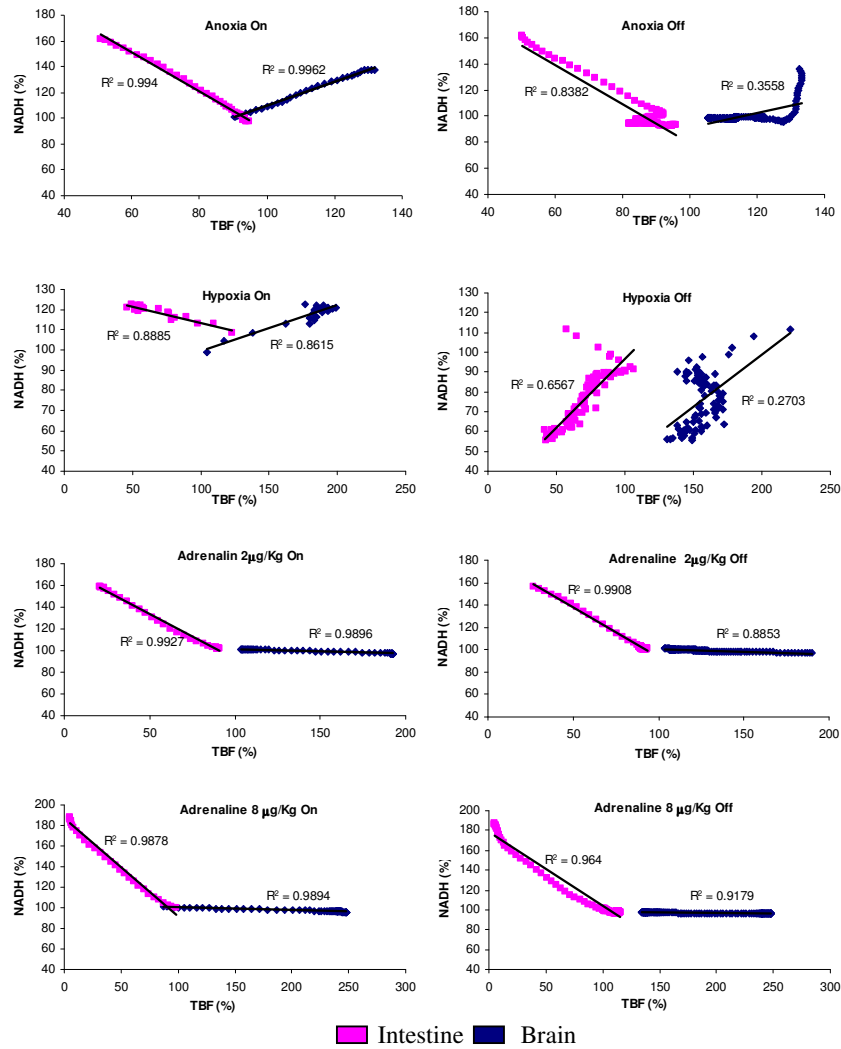 Anoxia On
NADH (%)
180
160
140
120
100
80
60
40
R² = 0.994
R² = 0.9962
40 60 80 100 120 140
TBF (%)
Anoxia Off
NADH (%)
180
160
140
120
100
80
60
40
R² = 0.8382
R² = 0.3558
40 60 80 100 120 140
TBF (%)
Hypoxia On
NADH (%)
130
120
110
100
90
80
70
60
50
40
R² = 0.8885
R² = 0.8615
0 50 100 150 200 250
TBF (%)
Hypoxia Off
NADH (%)
130
120
110
100
90
80
70
60
50
40
R² = 0.6567
R² = 0.2703
0 50 100 150 200 250
TBF (%)
Adrenalin 2µg/Kg On
NADH (%)
180
160
140
120
100
80
60
40
R² = 0.9927
R² = 0.9896
0 50 100 150 200
TBF (%)
Adrenaline 2µg/Kg Off
NADH (%)
180
160
140
120
100
80
60
40
R² = 0.9908
R² = 0.8853
0 50 100 150 200
TBF (%)
Adrenaline 8 µg/Kg On
NADH (%)
200
180
160
140
120
100
80
60
40
R² = 0.9878
R² = 0.9894
0 50 100 150 200 250 300
TBF (%)
Adrenaline 8 µg/Kg Off
NADH (%)
200
180
160
140
120
100
80
60
40
R² = 0.964
R² = 0.9179
0 50 100 150 200 250 300
TBF (%)
Intestine Brain